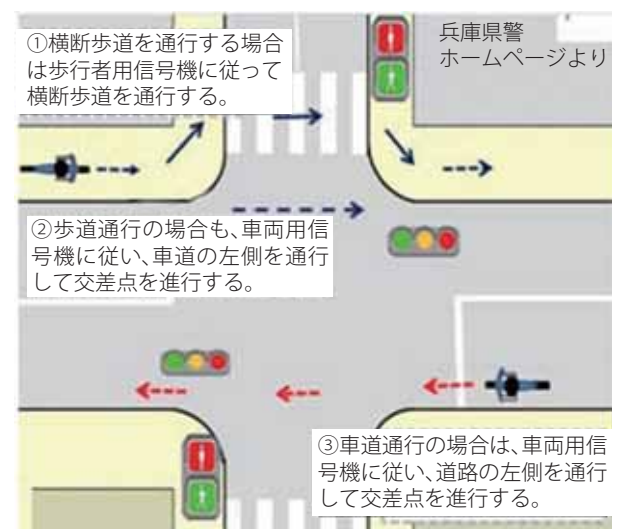 ①横断歩道を通行する場合
は歩行者用信号機に従って
横断歩道を通行する。
兵庫県警
ホームページより
②歩道通行の場合も、車両用信
号機に従い、車道の左側を通行
して交差点を進行する。
③車道通行の場合は、車両用信
号機に従い、道路の左側を通行
して交差点を進行する。